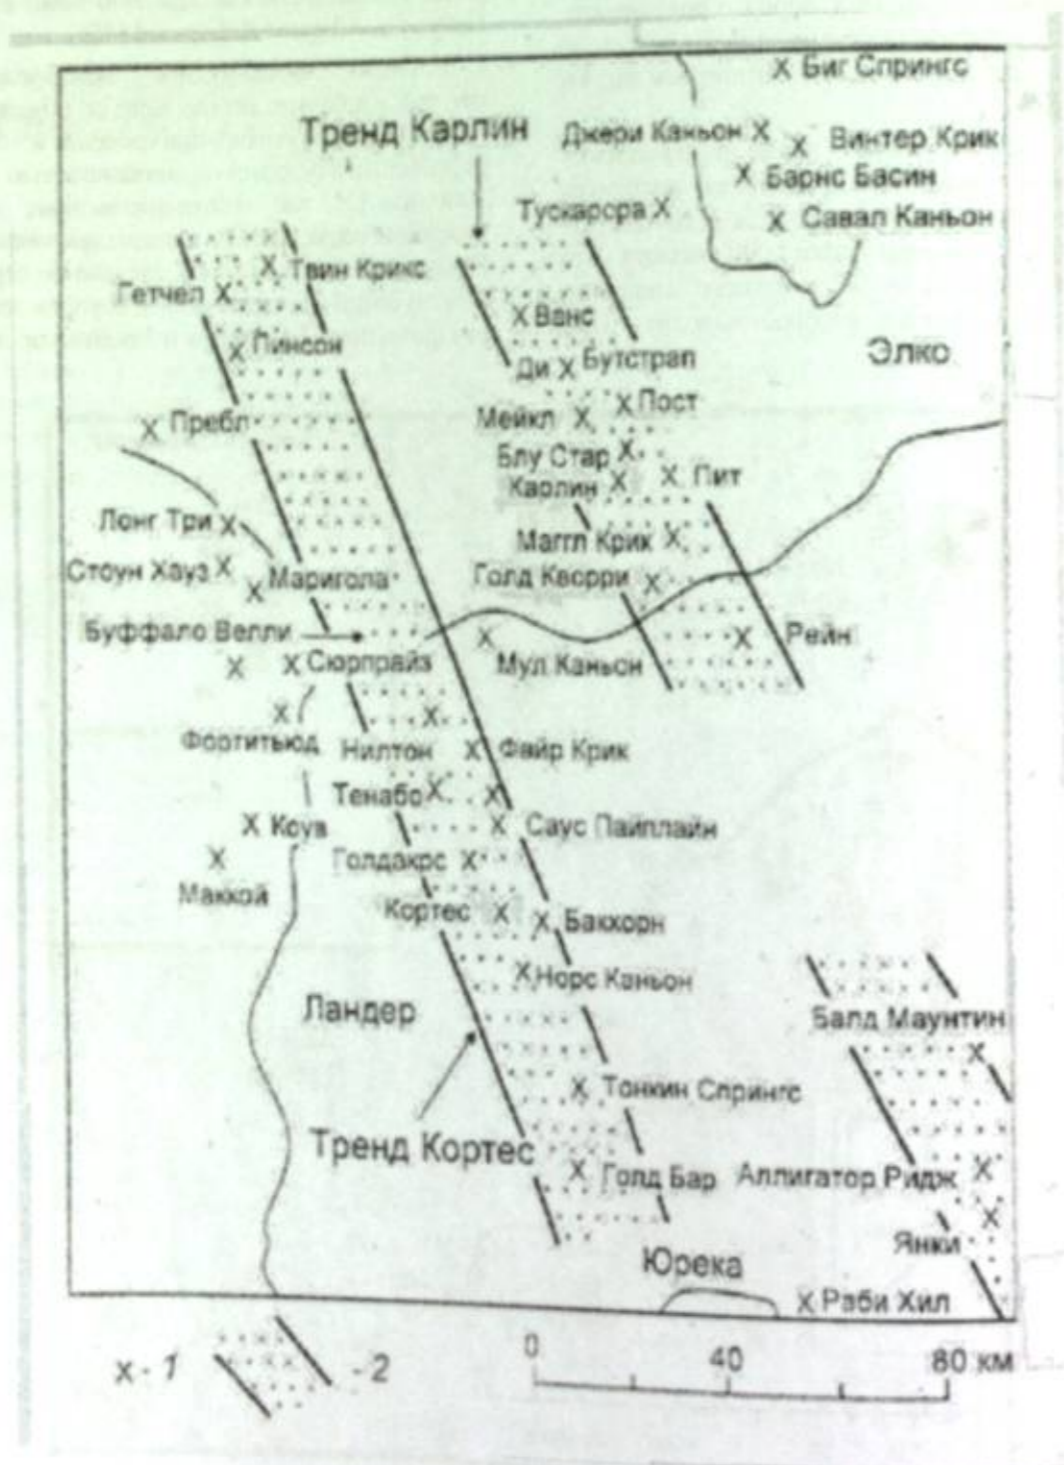 Биг Спрингс
Тренд Карлин
Джери Каньон
Винтер Крик
Барнс Басин
Тускарора
Савал Каньон
Твин Крикс
Гетчел
Ванс
Пинсон
Элко
Ди
Бутстрап
Пост
Мейкл
Пребл
Блу Стар
Карлин
Пит
Лонг Три
Маггл Крик
Стоун Хауз
Маригола
Голд Кворри
Буффало Велли
Рейн
Сюрпрайз
Мул Каньон
Фортитьюд
Нилтон
Файр Крик
Тенабо
Коув
Саус Пайплайн
Голдакрс
Маккой
Кортес
Бакхорн
Норс Каньон
Ландер
Балд Маунтин
Тонкин Спрингс
Тренд Кортес
Голд Бар
Аллигатор Ридж
Янки
Юрека
Раби Хил
х - 1
- 2
0
40
80 км